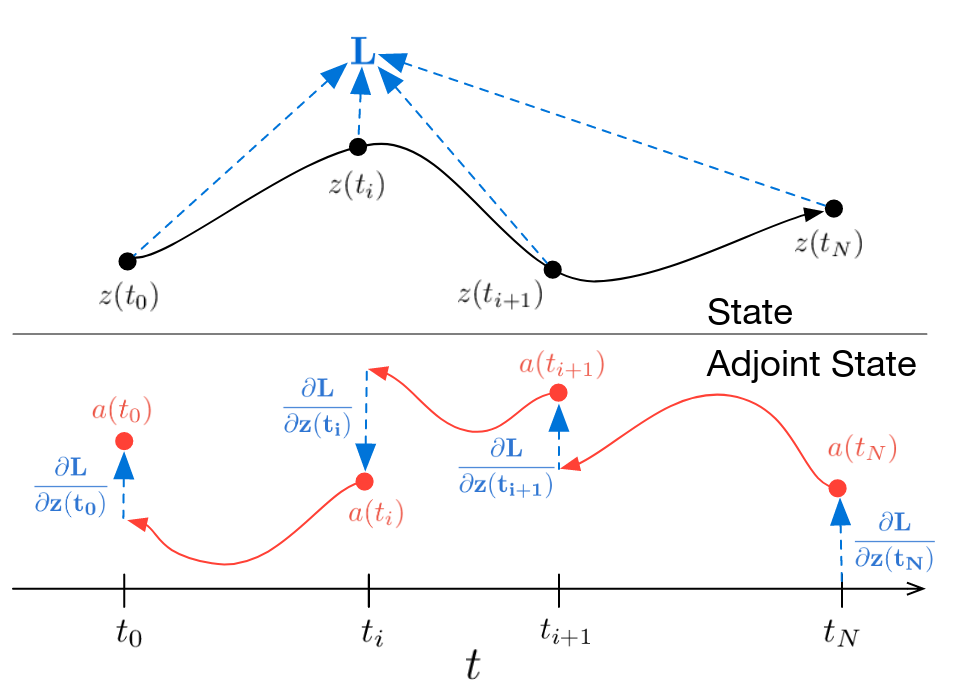 L
z(t_i)
z(t_N)
z(t_0)
z(t_{i+1})
State
Adjoint State
a(t_{i+1})
∂L
∂z(t_i)
a(t_0)
∂L
∂z(t_{i+1})
a(t_N)
∂L
∂z(t_0)
a(t_i)
∂L
∂z(t_N)
t_0
t_i
t_{i+1}
t_N
t